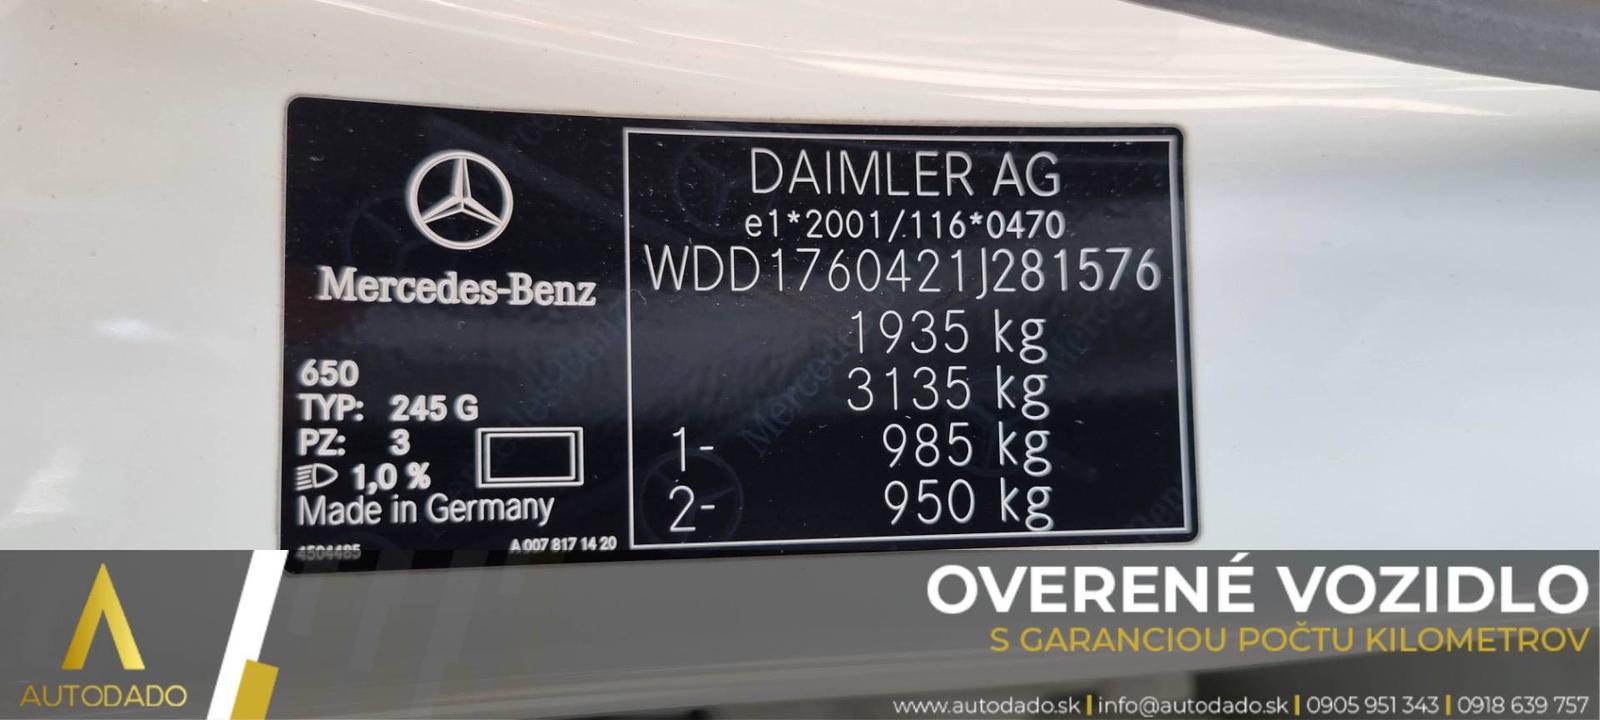 Mercedes-Benz
650
TYP: 245 G
PZ: 3
1,0 %
Made in Germany
4504485
A 007 817 14 20
DAIMLER AG
e1*2001/116*0470
WDD1760421J281576
1935 kg
3135 kg
1- 985 kg
2- 950 kg
AUTODADO
OVERENÉ VOZIDLO
S GARANCIOU POČTU KILOMETROV
www.autodado.sk | info@autodado.sk | 0905 951 343 | 0918 639 757